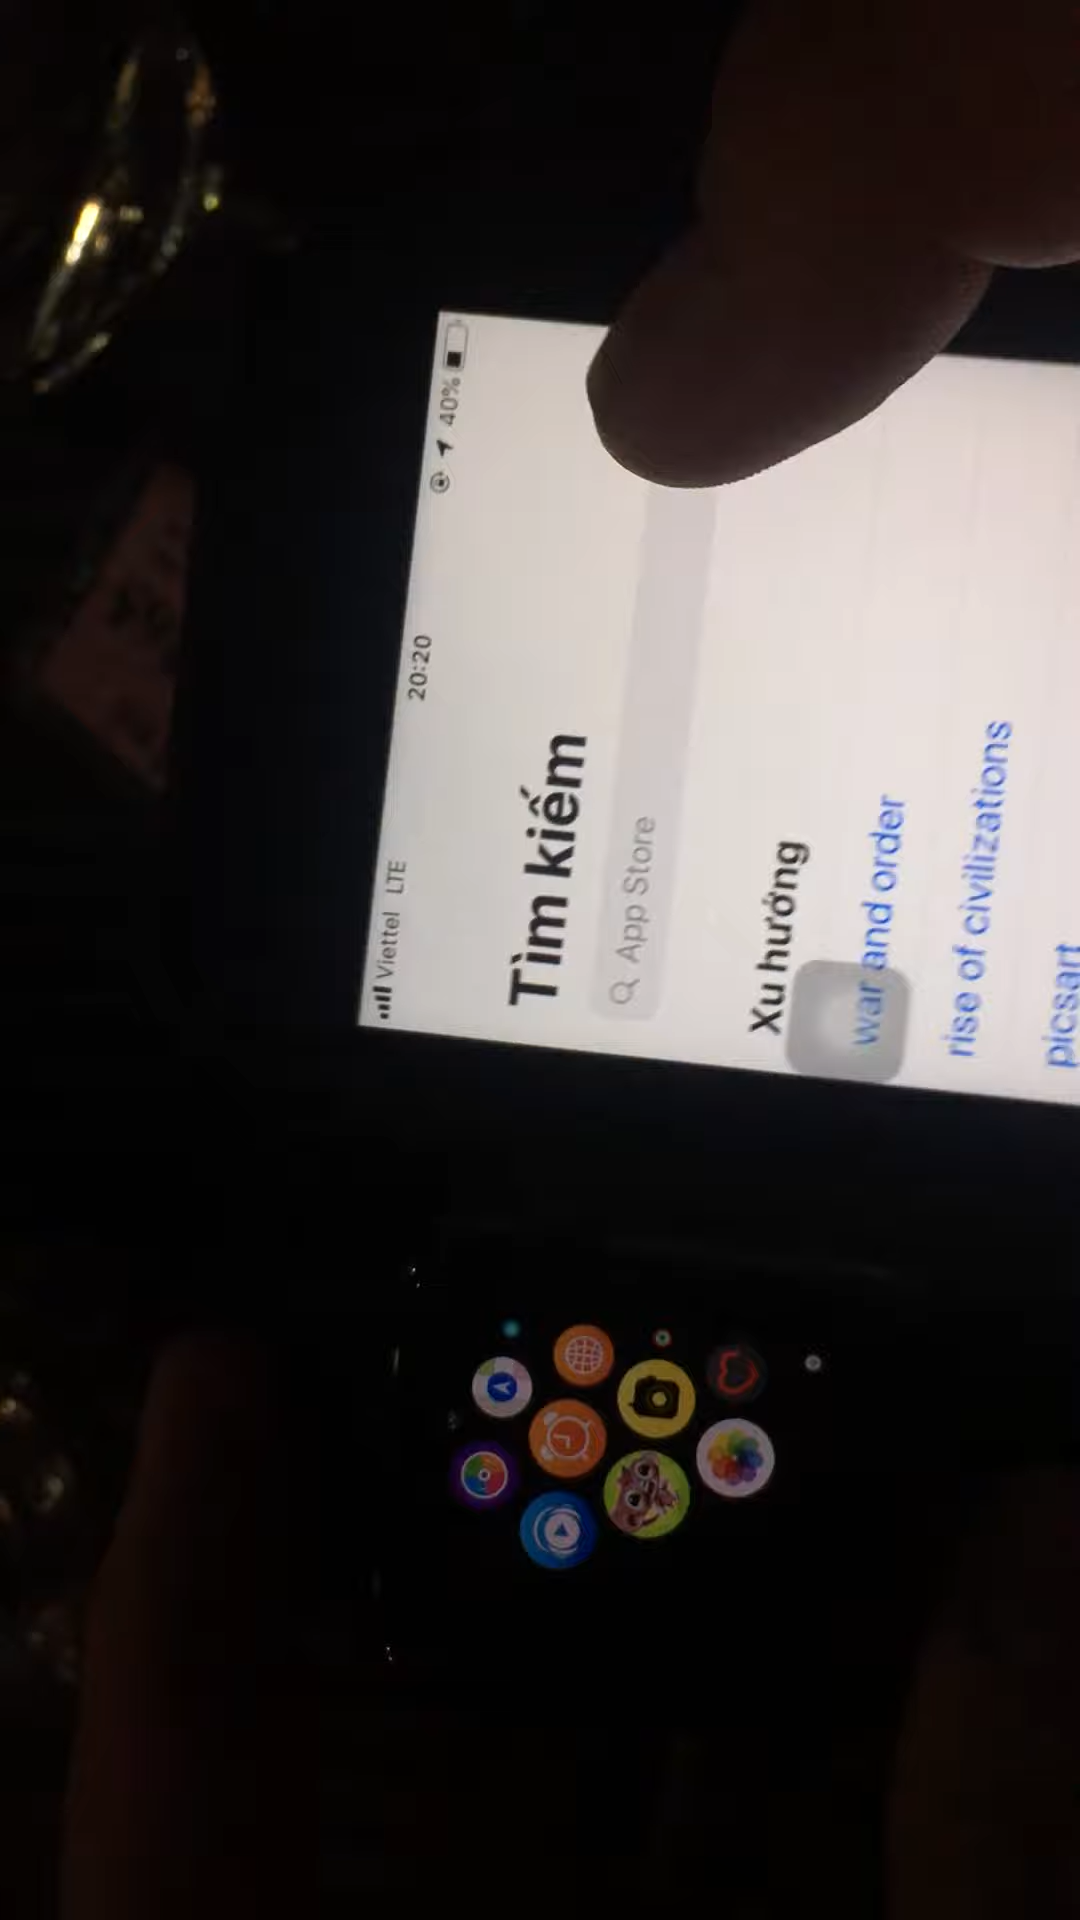 Viettel LTE 20:20 40%
Tìm kiếm
App Store
Xu hướng
war and order
rise of civilizations
picsart